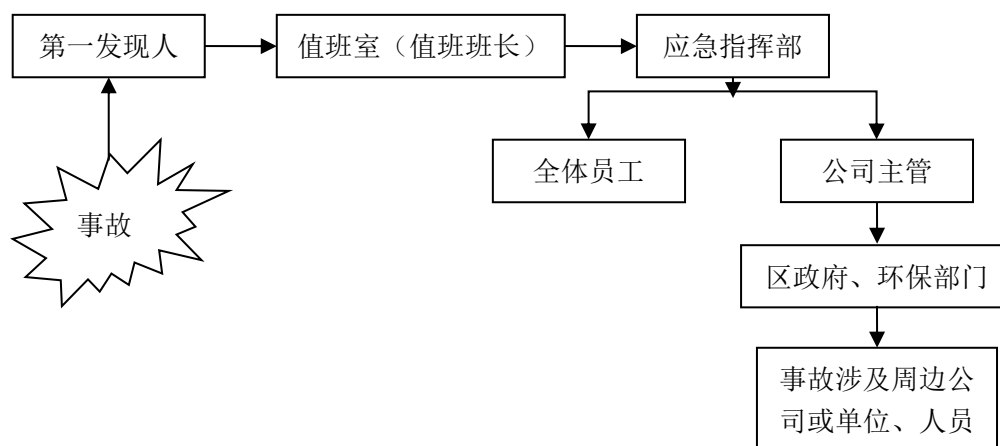 第一发现人
值班室（值班班长）
应急指挥部
全体员工
公司主管
事故
区政府、环保部门
事故涉及周边公
司或单位、人员